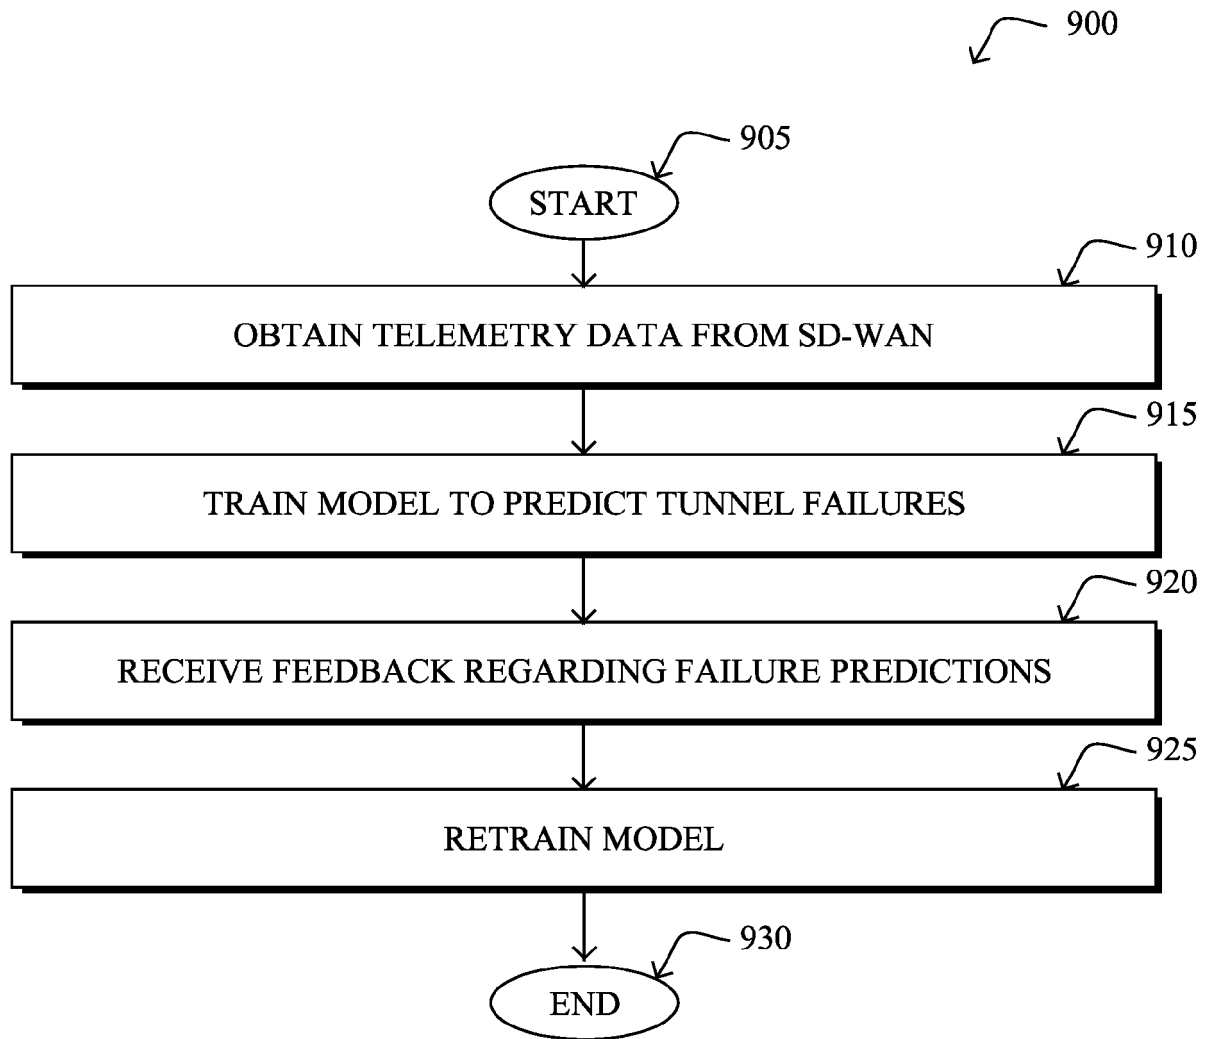 900
905
START
910
OBTAIN TELEMETRY DATA FROM SD-WAN
915
TRAIN MODEL TO PREDICT TUNNEL FAILURES
920
RECEIVE FEEDBACK REGARDING FAILURE PREDICTIONS
925
RETRAIN MODEL
930
END